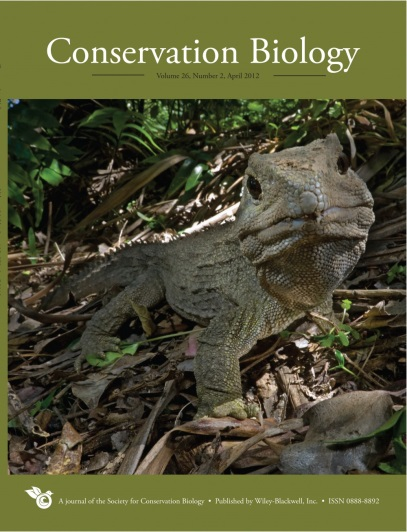 Conservation Biology
Volume 26, Number 2, April 2012
A journal of the Society for Conservation Biology • Published by Wiley-Blackwell, Inc. • ISSN 0888-8892